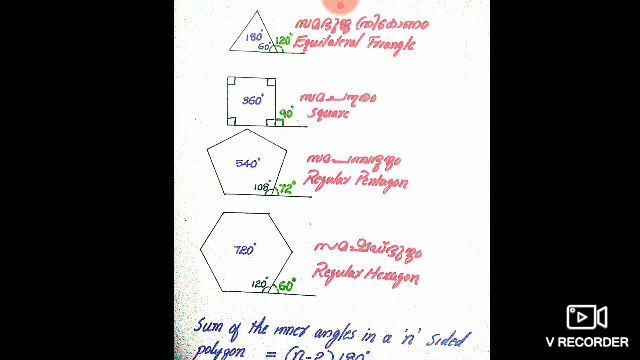 180°
60°
120°
സമഭുജ ത്രികോണം
Equilateral Triangle
360°
90°
സമചതുരം
Square
540°
108°
72°
സമപഞ്ചഭുജം
Regular Pentagon
720°
120°
60°
സമഷഡ്ഭുജം
Regular Hexagon
Sum of the inner angles in a 'n' sided
polygon = (n-2)180°
V RECORDER